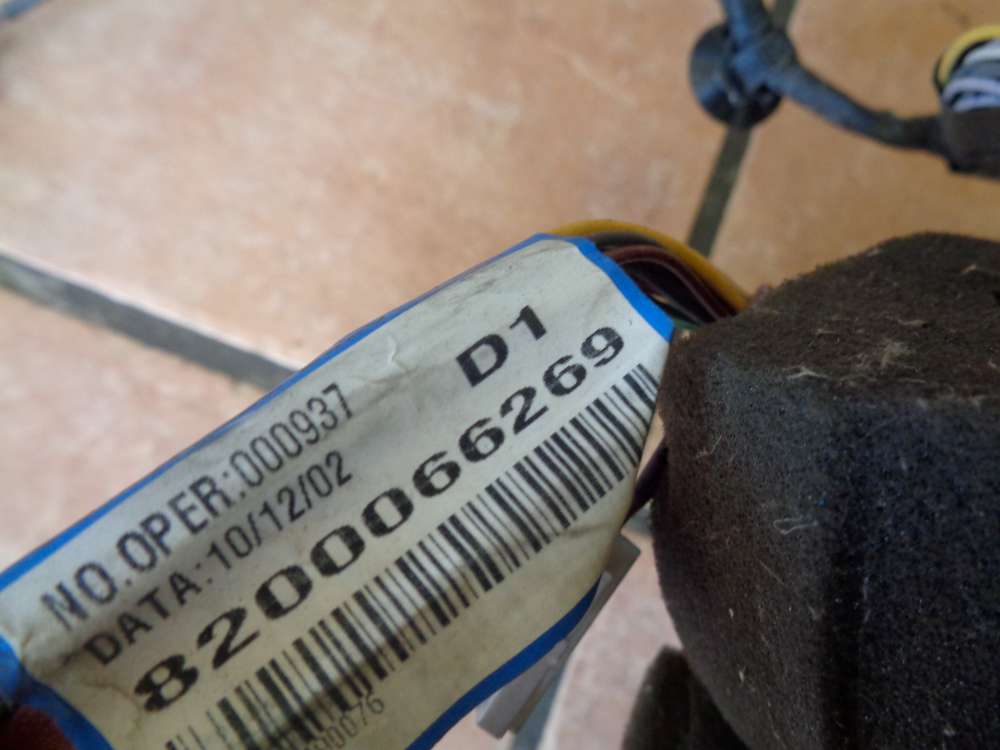 NO.OPER:000937
D1
DATA:10/12/02
8200066269